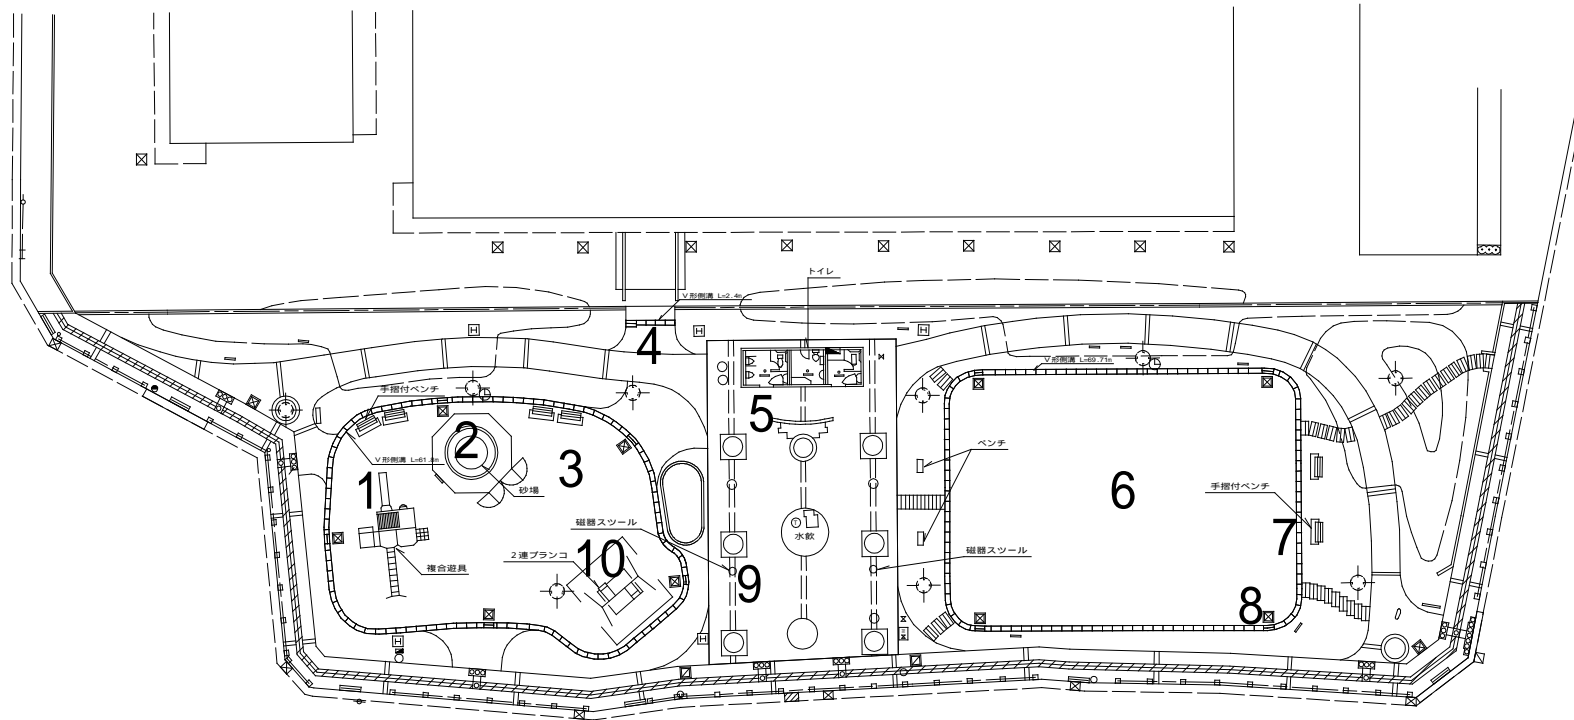 トイレ
V形側溝 L=2.4m
4
V形側溝 L=69.71m
手摺付ベンチ
5
2
ベンチ
3
V形側溝 L=61.8m
1
砂場
6
手摺付ベンチ
磁器スツール
7
水飲
2連ブランコ
10
磁器スツール
複合遊具
9
8
H
H
H
H
H
T